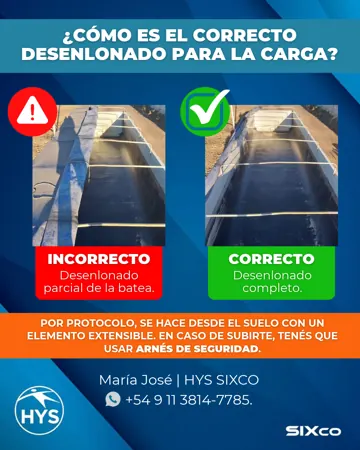 ¿CÓMO ES EL CORRECTO
DESENLONADO PARA LA CARGA?
INCORRECTO
Desenlonado
parcial de la batea.
CORRECTO
Desenlonado
completo.
POR PROTOCOLO, SE HACE DESDE EL SUELO CON UN
ELEMENTO EXTENSIBLE. EN CASO DE SUBIRTE, TENÉS QUE
USAR ARNÉS DE SEGURIDAD.
María José | HYS SIXCO
+54 9 11 3814-7785.
HYS
SIXco